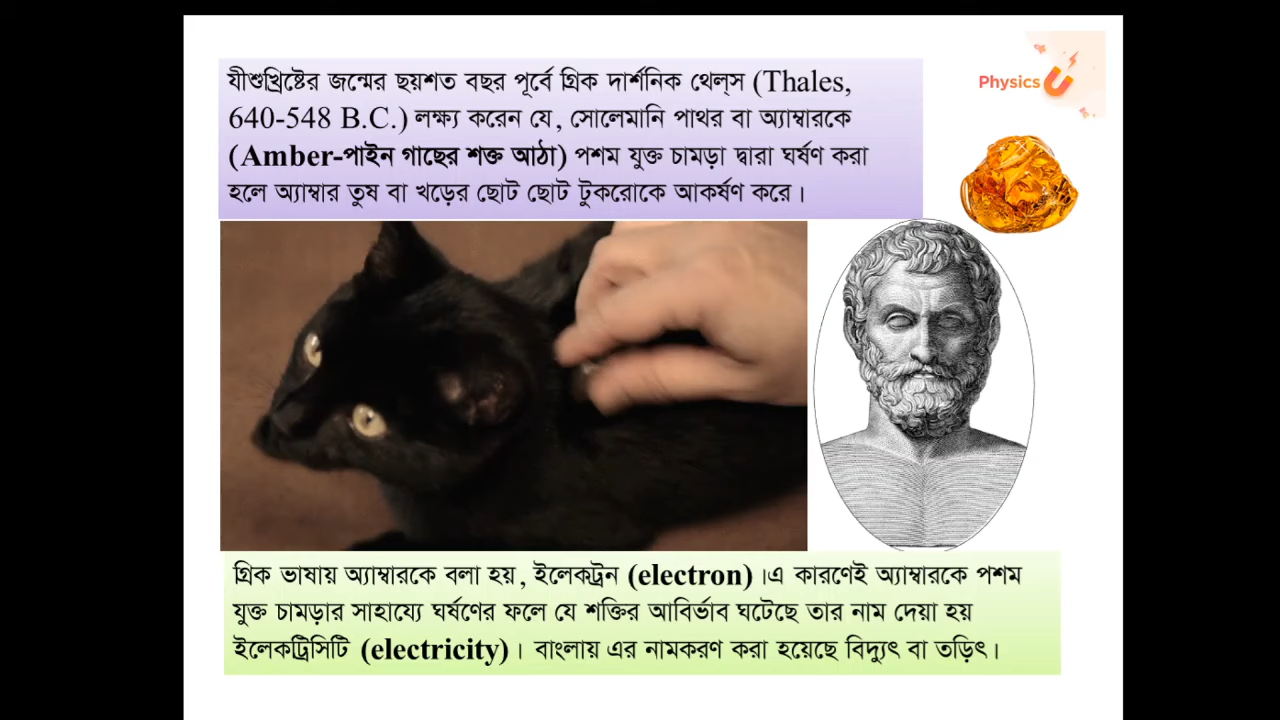 যীশুখ্রিষ্টের জন্মের ছয়শত বছর পূর্বে গ্রিক দার্শনিক থেল্‌স (Thales,
640-548 B.C.) লক্ষ্য করেন যে, সোলেমানি পাথর বা অ্যাম্বারকে
(Amber-পাইন গাছের শক্ত আঠা) পশম যুক্ত চামড়া দ্বারা ঘর্ষণ করা
হলে অ্যাম্বার তুষ বা খড়ের ছোট ছোট টুকরোকে আকর্ষণ করে।
Physics
গ্রিক ভাষায় অ্যাম্বারকে বলা হয়, ইলেকট্রন (electron)।এ কারণেই অ্যাম্বারকে পশম
যুক্ত চামড়ার সাহায্যে ঘর্ষণের ফলে যে শক্তির আবির্ভাব ঘটেছে তার নাম দেয়া হয়
ইলেকট্রিসিটি (electricity)। বাংলায় এর নামকরণ করা হয়েছে বিদ্যুৎ বা তড়িৎ।